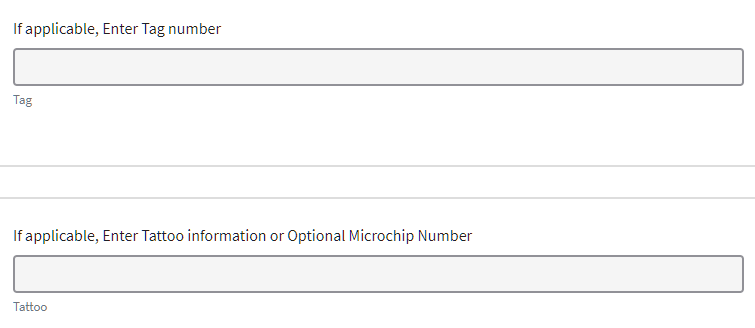 If applicable, Enter Tag number
Tag
If applicable, Enter Tattoo information or Optional Microchip Number
Tattoo